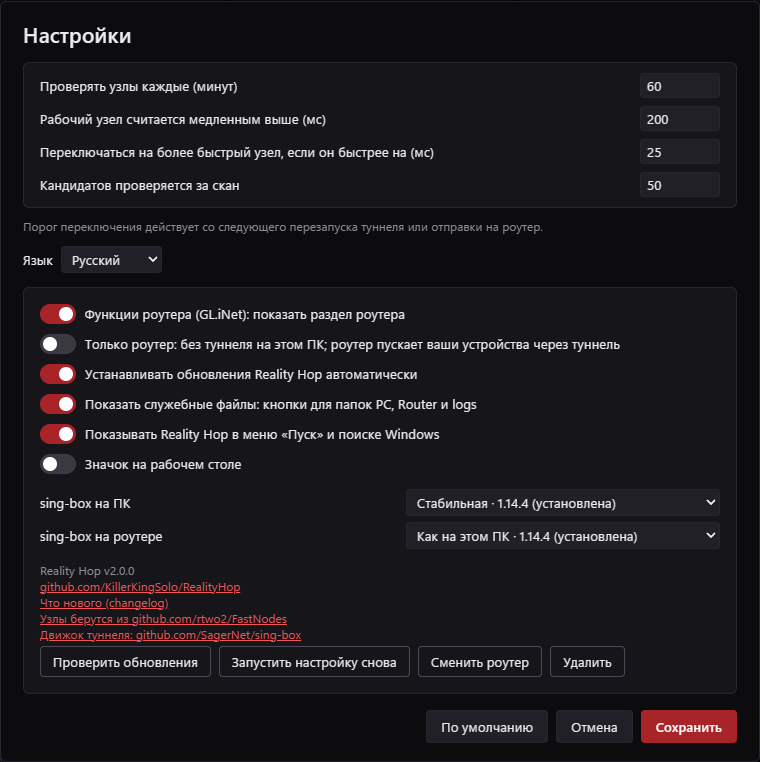 Настройки
Проверять узлы каждые (минут) 60
Рабочий узел считается медленным выше (мс) 200
Переключаться на более быстрый узел, если он быстрее на (мс) 25
Кандидатов проверяется за скан 50
Порог переключения действует со следующего перезапуска туннеля или отправки на роутер.
Язык Русский
Функции роутера (GL.iNet): показать раздел роутера
Только роутер: без туннеля на этом ПК; роутер пускает ваши устройства через туннель
Устанавливать обновления Reality Hop автоматически
Показать служебные файлы: кнопки для папок PC, Router и logs
Показывать Reality Hop в меню «Пуск» и поиске Windows
Значок на рабочем столе
sing-box на ПК Стабильная · 1.14.4 (установлена)
sing-box на роутере Как на этом ПК · 1.14.4 (установлена)
Reality Hop v2.0.0
github.com/KillerKingSolo/RealityHop
Что нового (changelog)
Узлы берутся из github.com/rtwo2/FastNodes
Движок туннеля: github.com/SagerNet/sing-box
Проверить обновления Запустить настройку снова Сменить роутер Удалить
По умолчанию Отмена Сохранить